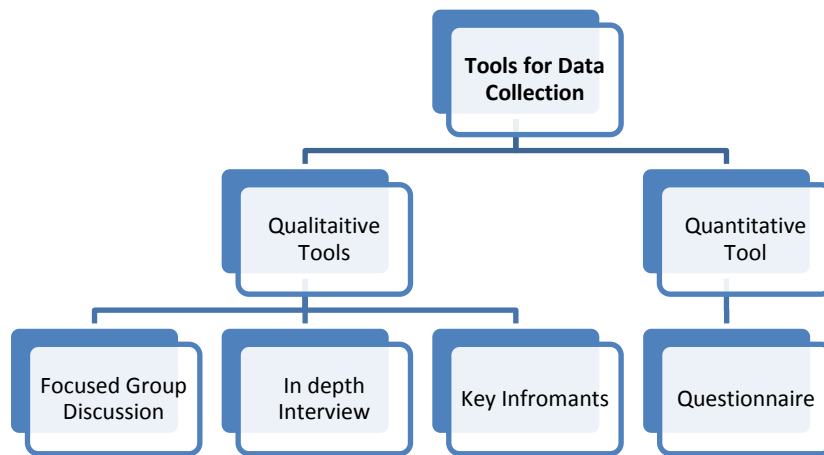 Tools for Data
Collection
Qualitaitive
Tools
Quantitative
Tool
Focused Group
Discussion
In depth
Interview
Key Infromants
Questionnaire